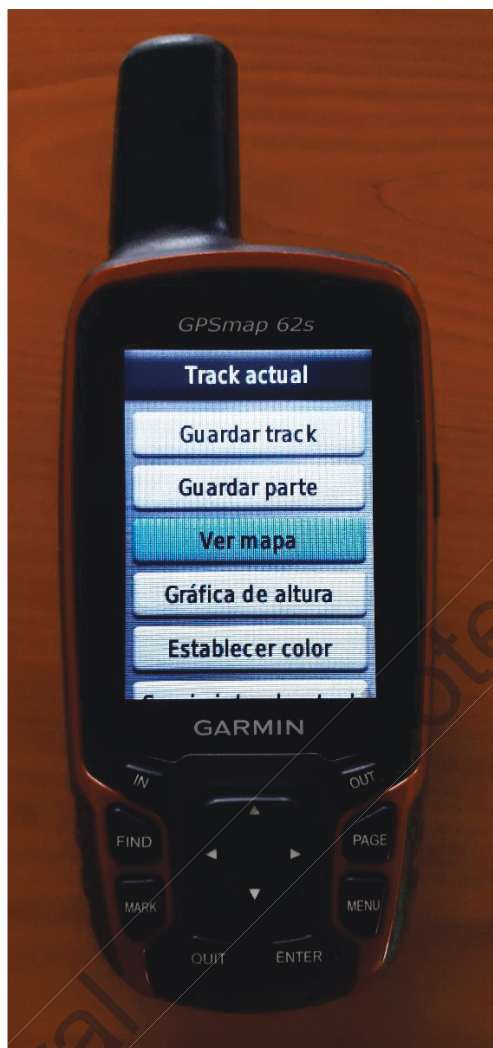 GPSmap 62s
Track actual
Guardar track
Guardar parte
Ver mapa
Gráfica de altura
Establecer color
GARMIN
IN
OUT
FIND
PAGE
MARK
MENU
QUIT
ENTER